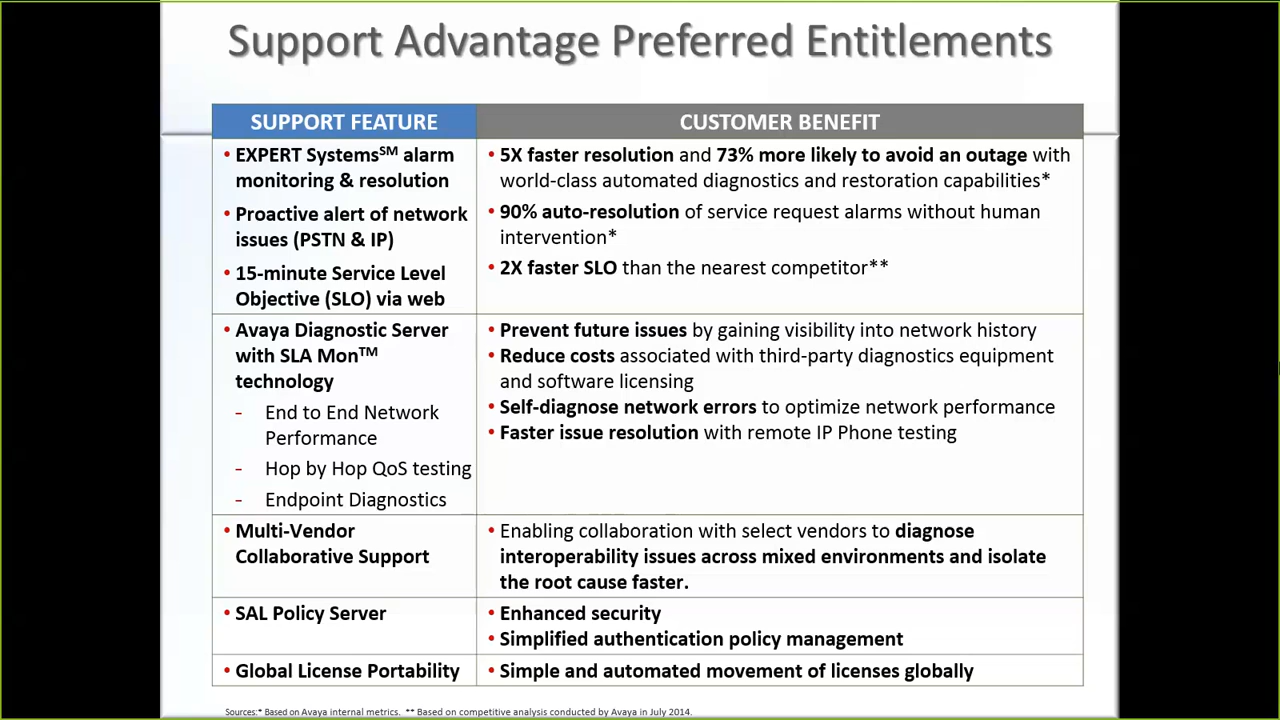 Support Advantage Preferred Entitlements
SUPPORT FEATURE
CUSTOMER BENEFIT
• EXPERT Systems℠ alarm
monitoring & resolution
• Proactive alert of network
issues (PSTN & IP)
• 15-minute Service Level
Objective (SLO) via web
• 5X faster resolution and 73% more likely to avoid an outage with
world-class automated diagnostics and restoration capabilities*
• 90% auto-resolution of service request alarms without human
intervention*
• 2X faster SLO than the nearest competitor**
• Avaya Diagnostic Server
with SLA Mon™
technology
- End to End Network
Performance
- Hop by Hop QoS testing
- Endpoint Diagnostics
• Prevent future issues by gaining visibility into network history
• Reduce costs associated with third-party diagnostics equipment
and software licensing
• Self-diagnose network errors to optimize network performance
• Faster issue resolution with remote IP Phone testing
• Multi-Vendor
Collaborative Support
• Enabling collaboration with select vendors to diagnose
interoperability issues across mixed environments and isolate
the root cause faster.
• SAL Policy Server
• Enhanced security
• Simplified authentication policy management
• Global License Portability
• Simple and automated movement of licenses globally
Sources:* Based on Avaya internal metrics. ** Based on competitive analysis conducted by Avaya in July 2014.